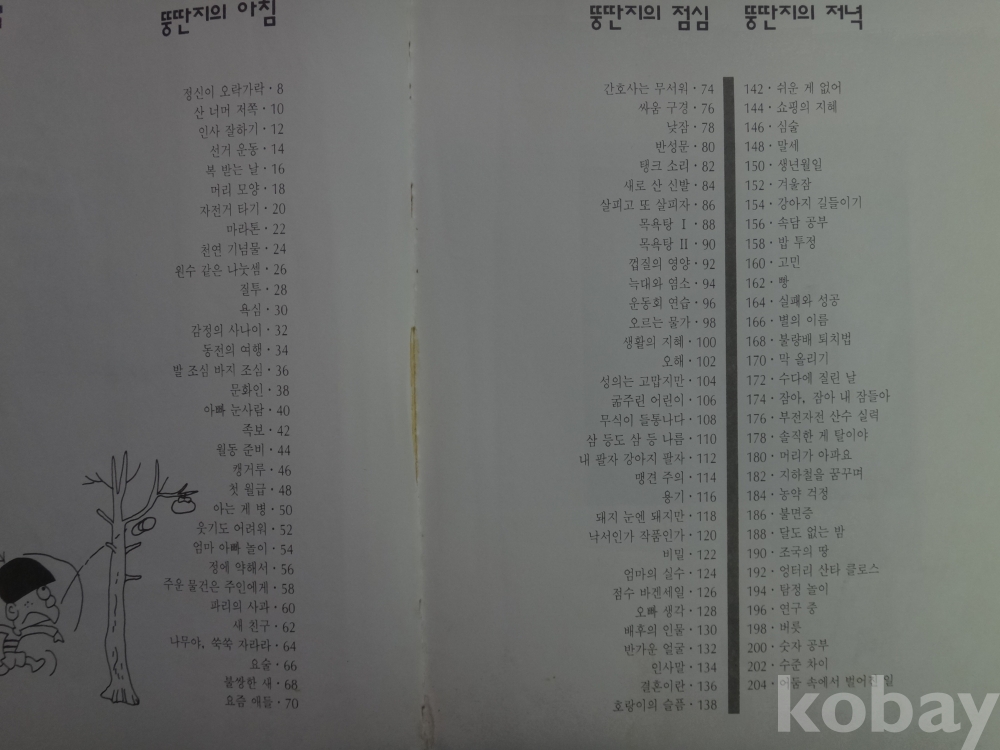 뚱딴지의 아침
정신이 오락가락 · 8
산 너머 저쪽 · 10
인사 잘하기 · 12
선거 운동 · 14
복 받는 날 · 16
머리 모양 · 18
자전거 타기 · 20
마라톤 · 22
천연 기념물 · 24
원수 같은 나눗셈 · 26
질투 · 28
욕심 · 30
감정의 사나이 · 32
동전의 여행 · 34
발 조심 바지 조심 · 36
문화인 · 38
아빠 눈사람 · 40
족보 · 42
월동 준비 · 44
캥거루 · 46
첫 월급 · 48
아는 게 병 · 50
웃기도 어려워 · 52
엄마 아빠 놀이 · 54
정에 약해서 · 56
주운 물건은 주인에게 · 58
파리의 사과 · 60
새 친구 · 62
나무야, 쑥쑥 자라라 · 64
요술 · 66
불쌍한 새 · 68
요즘 애들 · 70
뚱딴지의 점심
간호사는 무서워 · 74
싸움 구경 · 76
낮잠 · 78
반성문 · 80
탱크 소리 · 82
새로 산 신발 · 84
살피고 또 살피자 · 86
목욕탕 Ⅰ · 88
목욕탕 Ⅱ · 90
껍질의 영양 · 92
늑대와 염소 · 94
운동회 연습 · 96
오르는 물가 · 98
생활의 지혜 · 100
오해 · 102
성의는 고맙지만 · 104
굶주린 어린이 · 106
무식이 들통나다 · 108
삼 등도 삼 등 나름 · 110
내 팔자 강아지 팔자 · 112
맹견 주의 · 114
용기 · 116
돼지 눈엔 돼지만 · 118
낙서인가 작품인가 · 120
비밀 · 122
엄마의 실수 · 124
점수 바겐세일 · 126
오빠 생각 · 128
배후의 인물 · 130
반가운 얼굴 · 132
인사말 · 134
결혼이란 · 136
호랑이의 슬픔 · 138
뚱딴지의 저녁
142 · 쉬운 게 없어
144 · 쇼핑의 지혜
146 · 심술
148 · 말세
150 · 생년월일
152 · 겨울잠
154 · 강아지 길들이기
156 · 속담 공부
158 · 밥 투정
160 · 고민
162 · 빵
164 · 실패와 성공
166 · 별의 이름
168 · 불량배 퇴치법
170 · 막 올리기
172 · 수다에 질린 날
174 · 잠아, 잠아 내 잠들아
176 · 부전자전 산수 실력
178 · 솔직한 게 탈이야
180 · 머리가 아파요
182 · 지하철을 꿈꾸며
184 · 농약 걱정
186 · 불면증
188 · 달도 없는 밤
190 · 조국의 땅
192 · 엉터리 산타 클로스
194 · 탐정 놀이
196 · 연구 중
198 · 버릇
200 · 숫자 공부
202 · 수준 차이
204 · 어둠 속에서 벌어진 일
kobay